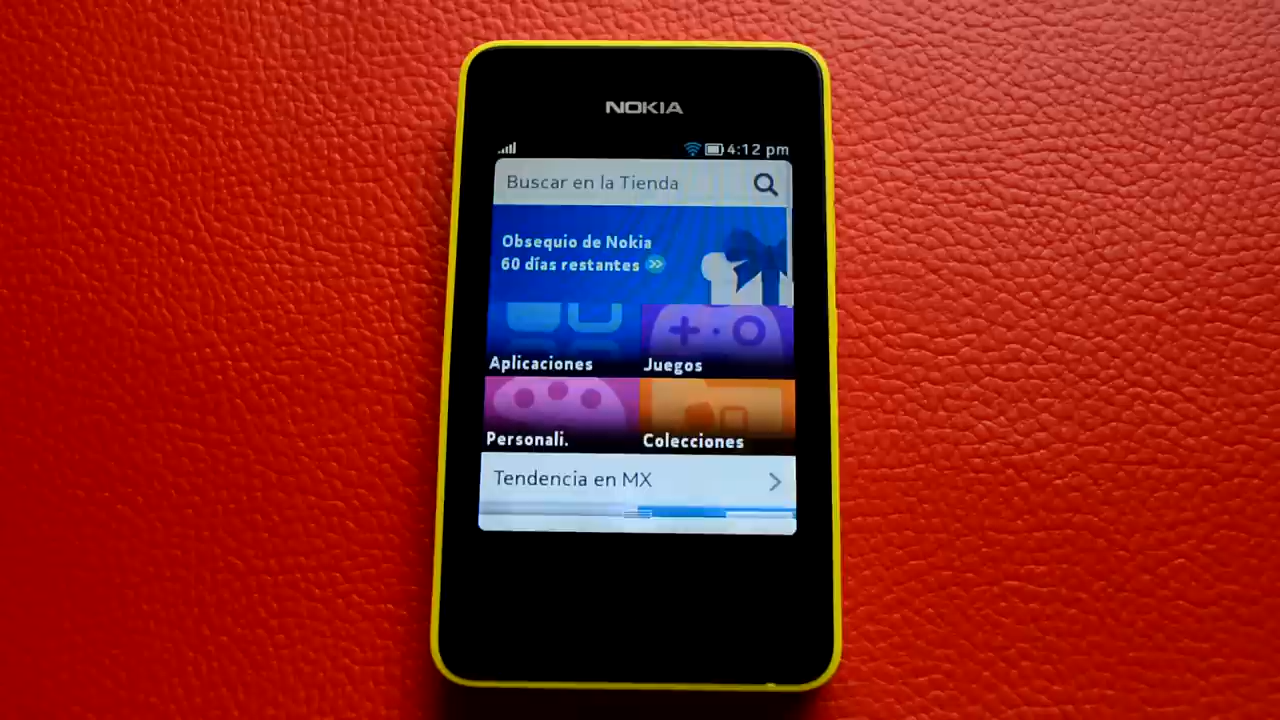 NOKIA
4:12 pm
Buscar en la Tienda
Obsequio de Nokia
60 días restantes
Aplicaciones
Juegos
Personali.
Colecciones
Tendencia en MX